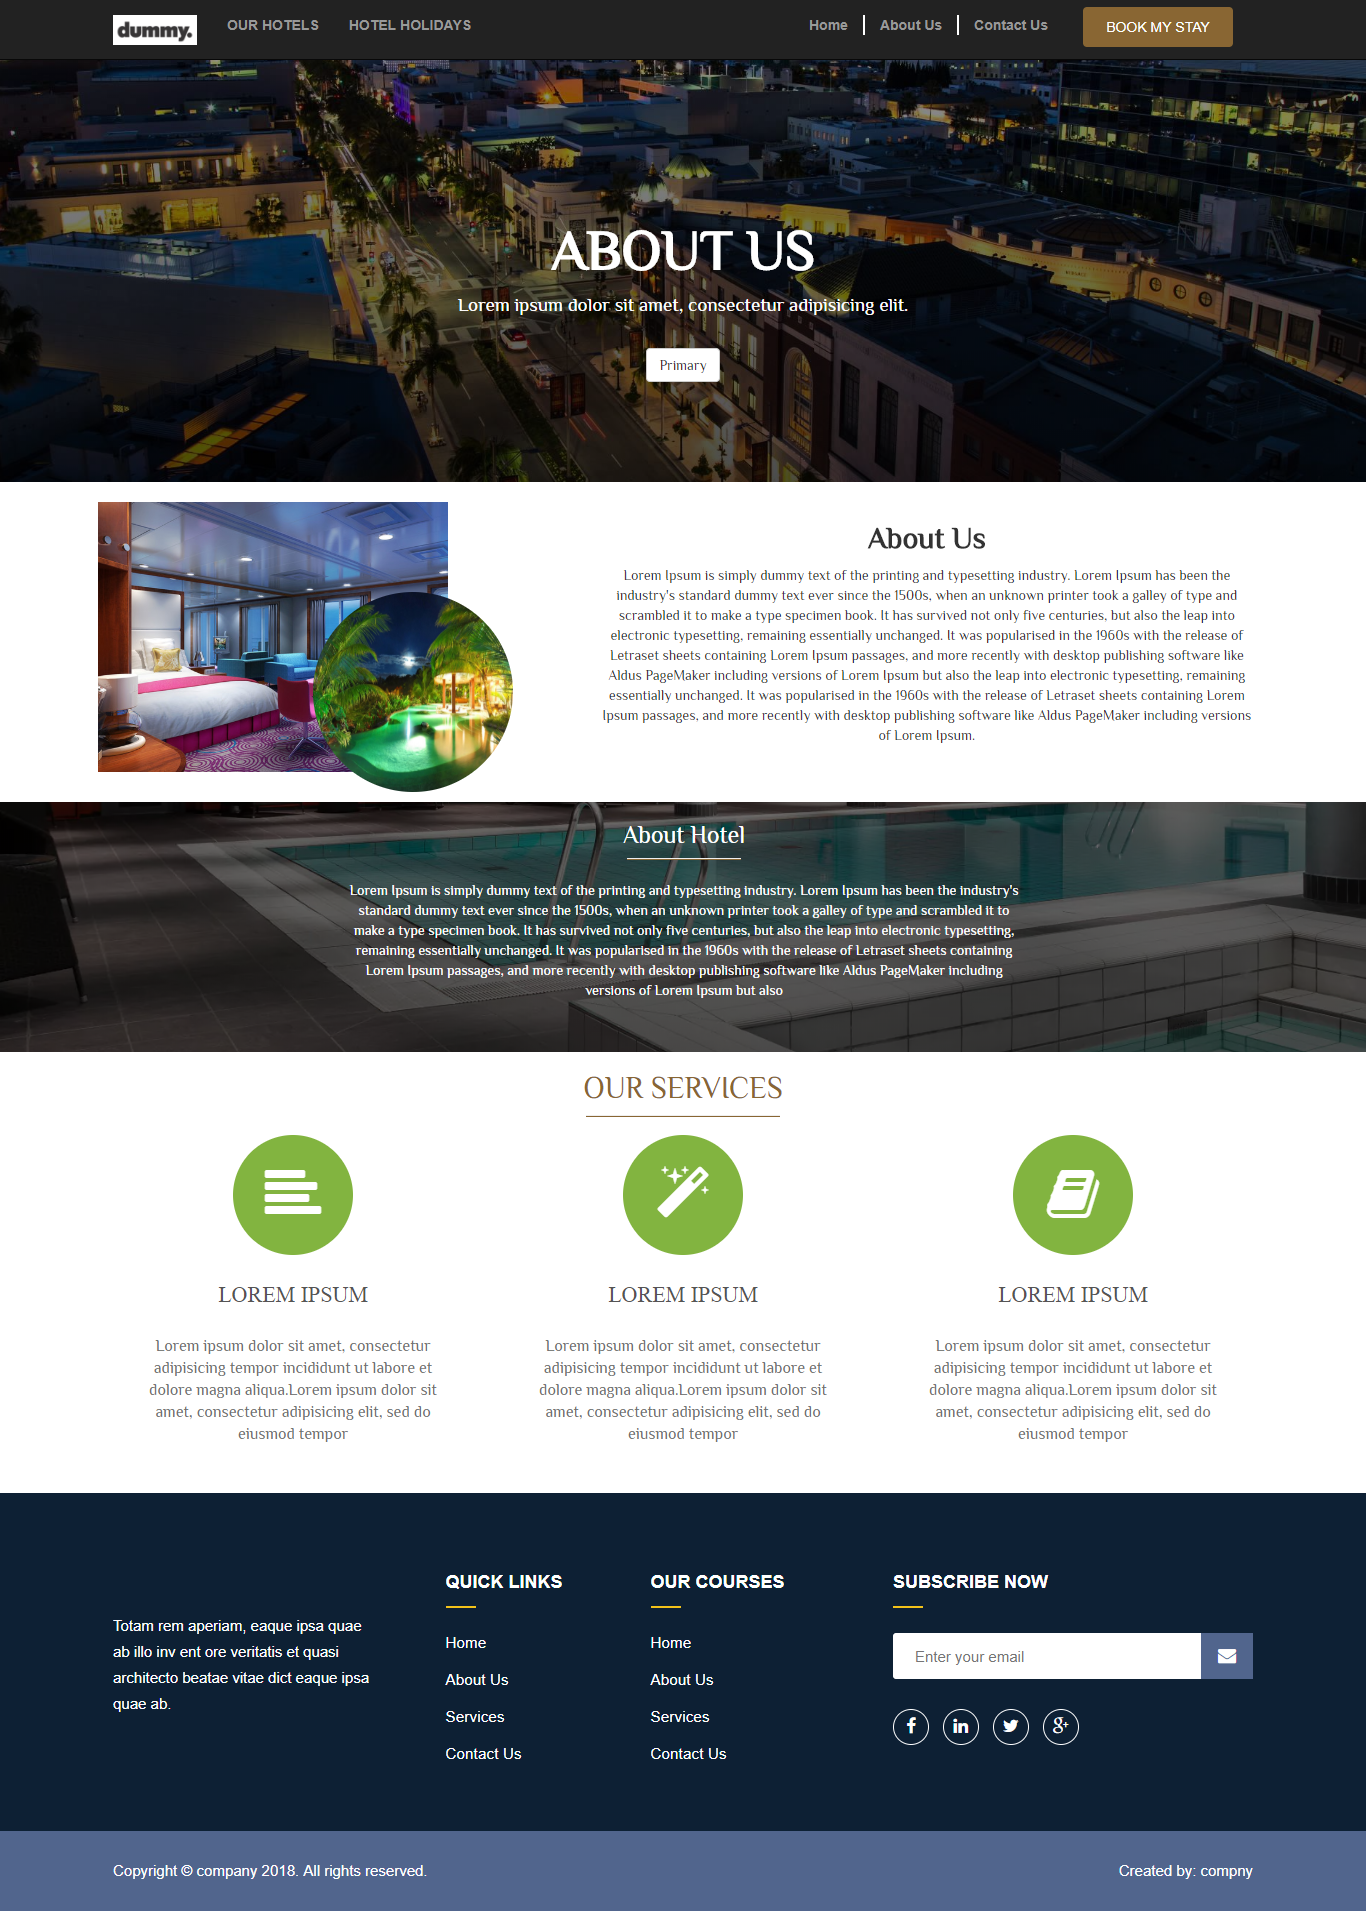 dummy.
OUR HOTELS
HOTEL HOLIDAYS
Home
About Us
Contact Us
BOOK MY STAY
ABOUT US
Lorem ipsum dolor sit amet, consectetur adipisicing elit.
Primary
About Us
Lorem Ipsum is simply dummy text of the printing and typesetting industry. Lorem Ipsum has been the
industry's standard dummy text ever since the 1500s, when an unknown printer took a galley of type and
scrambled it to make a type specimen book. It has survived not only five centuries, but also the leap into
electronic typesetting, remaining essentially unchanged. It was popularised in the 1960s with the release of
Letraset sheets containing Lorem Ipsum passages, and more recently with desktop publishing software like
Aldus PageMaker including versions of Lorem Ipsum but also the leap into electronic typesetting, remaining
essentially unchanged. It was popularised in the 1960s with the release of Letraset sheets containing Lorem
Ipsum passages, and more recently with desktop publishing software like Aldus PageMaker including versions
of Lorem Ipsum.
About Hotel
Lorem Ipsum is simply dummy text of the printing and typesetting industry. Lorem Ipsum has been the industry's
standard dummy text ever since the 1500s, when an unknown printer took a galley of type and scrambled it to
make a type specimen book. It has survived not only five centuries, but also the leap into electronic typesetting,
remaining essentially unchanged. It was popularised in the 1960s with the release of Letraset sheets containing
Lorem Ipsum passages, and more recently with desktop publishing software like Aldus PageMaker including
versions of Lorem Ipsum but also
OUR SERVICES
LOREM IPSUM
Lorem ipsum dolor sit amet, consectetur
adipisicing tempor incididunt ut labore et
dolore magna aliqua.Lorem ipsum dolor sit
amet, consectetur adipisicing elit, sed do
eiusmod tempor
LOREM IPSUM
Lorem ipsum dolor sit amet, consectetur
adipisicing tempor incididunt ut labore et
dolore magna aliqua.Lorem ipsum dolor sit
amet, consectetur adipisicing elit, sed do
eiusmod tempor
LOREM IPSUM
Lorem ipsum dolor sit amet, consectetur
adipisicing tempor incididunt ut labore et
dolore magna aliqua.Lorem ipsum dolor sit
amet, consectetur adipisicing elit, sed do
eiusmod tempor
Totam rem aperiam, eaque ipsa quae
ab illo inv ent ore veritatis et quasi
architecto beatae vitae dict eaque ipsa
quae ab.
QUICK LINKS
Home
About Us
Services
Contact Us
OUR COURSES
Home
About Us
Services
Contact Us
SUBSCRIBE NOW
Enter your email
Copyright © company 2018. All rights reserved.
Created by: compny